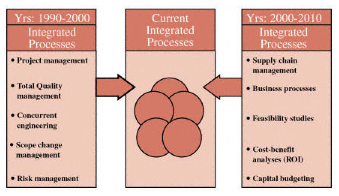 Yrs: 1990-2000
Integrated
Processes
• Project management
• Total Quality
management
• Concurrent
engineering
• Scope change
management
• Risk management
Current
Integrated
Processes
Yrs: 2000-2010
Integrated
Processes
• Supply chain
management
• Business processes
• Feasibility studies
• Cost-benefit
analyses (ROI)
• Capital budgeting